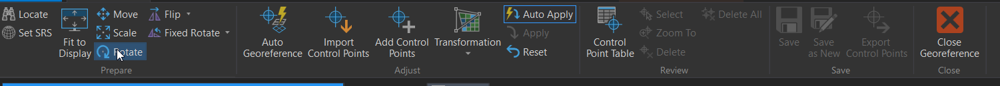 Locate
Set SRS
Fit to
Display
Move
Scale
Rotate
Flip
Fixed Rotate
Prepare
Auto
Georeference
Import
Control Points
Add Control
Points
Transformation
Auto Apply
Apply
Reset
Adjust
Control
Point Table
Select
Zoom To
Delete
Delete All
Review
Save
Save
as New
Export
Control Points
Save
Close
Georeference
Close